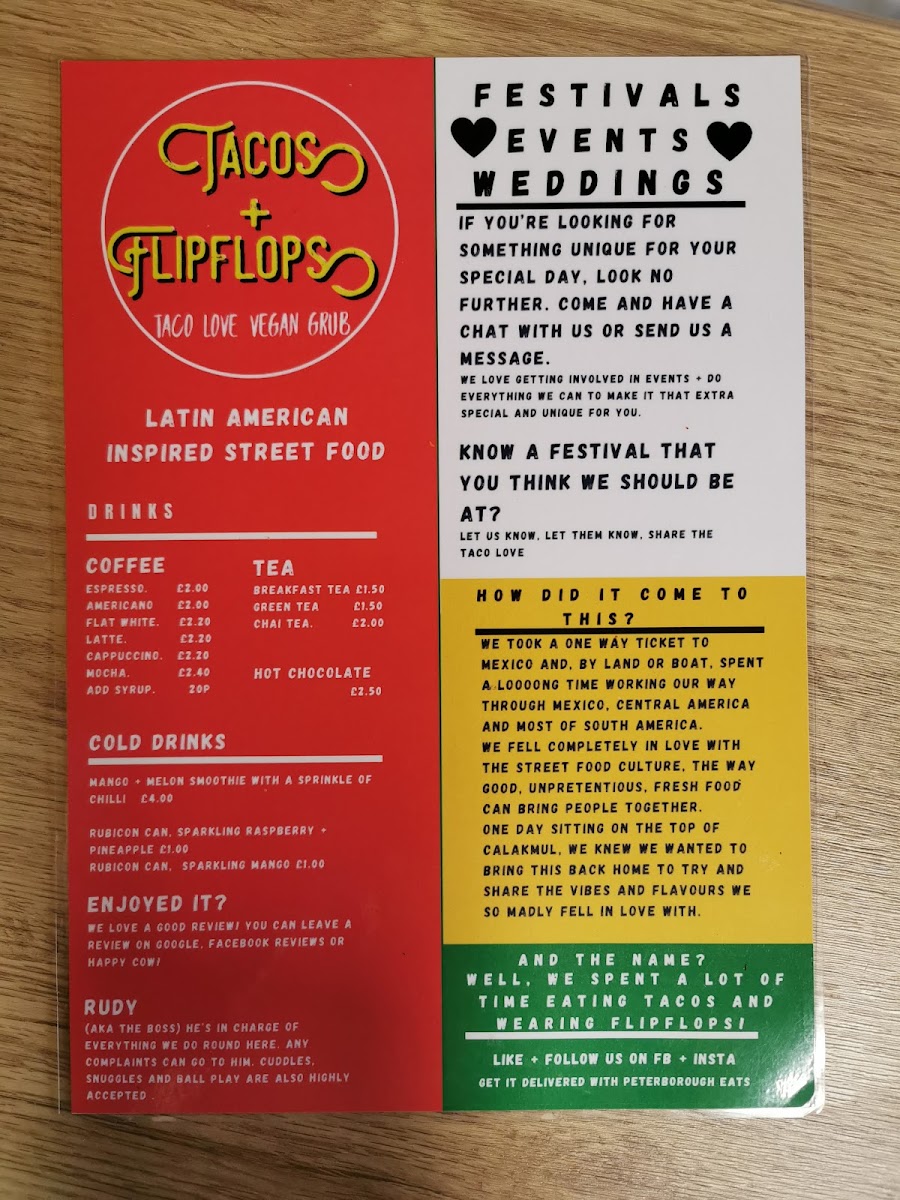 TACOS
+
FLIPFLOPS
TACO LOVE VEGAN GRUB
LATIN AMERICAN
INSPIRED STREET FOOD
DRINKS
COFFEE
ESPRESSO. £2.00
AMERICANO £2.00
FLAT WHITE. £2.20
LATTE. £2.20
CAPPUCCINO. £2.20
MOCHA. £2.40
ADD SYRUP. 20P
TEA
BREAKFAST TEA £1.50
GREEN TEA £1.50
CHAI TEA. £2.00
HOT CHOCOLATE
£2.50
COLD DRINKS
MANGO + MELON SMOOTHIE WITH A SPRINKLE OF
CHILLI £4.00
RUBICON CAN, SPARKLING RASPBERRY +
PINEAPPLE £1.00
RUBICON CAN, SPARKLING MANGO £1.00
ENJOYED IT?
WE LOVE A GOOD REVIEW! YOU CAN LEAVE A
REVIEW ON GOOGLE, FACEBOOK REVIEWS OR
HAPPY COW!
RUDY
(AKA THE BOSS) HE'S IN CHARGE OF
EVERYTHING WE DO ROUND HERE. ANY
COMPLAINTS CAN GO TO HIM. CUDDLES,
SNUGGLES AND BALL PLAY ARE ALSO HIGHLY
ACCEPTED .
FESTIVALS
EVENTS
WEDDINGS
IF YOU'RE LOOKING FOR
SOMETHING UNIQUE FOR YOUR
SPECIAL DAY, LOOK NO
FURTHER. COME AND HAVE A
CHAT WITH US OR SEND US A
MESSAGE.
WE LOVE GETTING INVOLVED IN EVENTS + DO
EVERYTHING WE CAN TO MAKE IT THAT EXTRA
SPECIAL AND UNIQUE FOR YOU.
KNOW A FESTIVAL THAT
YOU THINK WE SHOULD BE
AT?
LET US KNOW, LET THEM KNOW, SHARE THE
TACO LOVE
HOW DID IT COME TO
THIS?
WE TOOK A ONE WAY TICKET TO
MEXICO AND, BY LAND OR BOAT, SPENT
A LOOOONG TIME WORKING OUR WAY
THROUGH MEXICO, CENTRAL AMERICA
AND MOST OF SOUTH AMERICA.
WE FELL COMPLETELY IN LOVE WITH
THE STREET FOOD CULTURE, THE WAY
GOOD, UNPRETENTIOUS, FRESH FOOD
CAN BRING PEOPLE TOGETHER.
ONE DAY SITTING ON THE TOP OF
CALAKMUL, WE KNEW WE WANTED TO
BRING THIS BACK HOME TO TRY AND
SHARE THE VIBES AND FLAVOURS WE
SO MADLY FELL IN LOVE WITH.
AND THE NAME?
WELL, WE SPENT A LOT OF
TIME EATING TACOS AND
WEARING FLIPFLOPS!
LIKE + FOLLOW US ON FB + INSTA
GET IT DELIVERED WITH PETERBOROUGH EATS